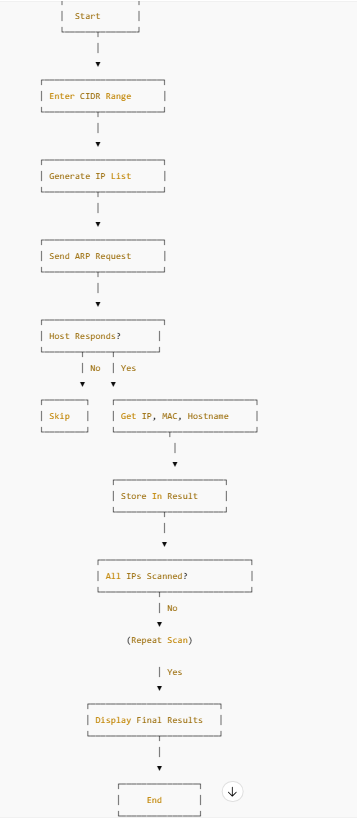 Start
Enter CIDR Range
Generate IP List
Send ARP Request
Host Responds?
No Yes
Skip Get IP, MAC, Hostname
Store In Result
All IPs Scanned?
No
(Repeat Scan)
Yes
Display Final Results
End